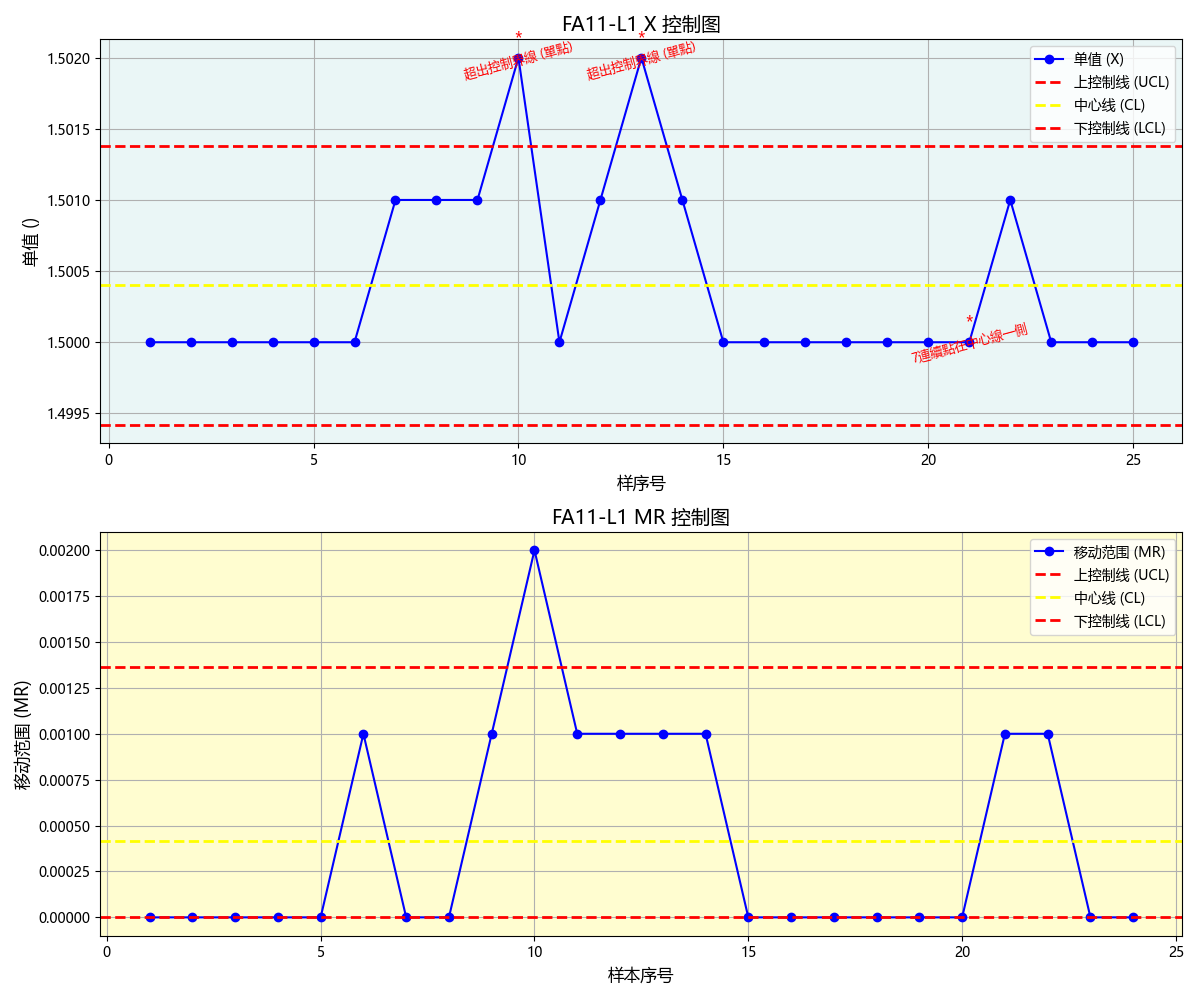 FA11-L1 X 控制图
单值 ()
1.5020
1.5015
1.5010
1.5005
1.5000
1.4995
*
*
超出控制界線 (單點)
超出控制界線 (單點)
*
7連續點在中心線一側
单值 (X)
上控制线 (UCL)
中心线 (CL)
下控制线 (LCL)
0 5 10 15 20 25
样序号
FA11-L1 MR 控制图
移动范围 (MR)
0.00200
0.00175
0.00150
0.00125
0.00100
0.00075
0.00050
0.00025
0.00000
移动范围 (MR)
上控制线 (UCL)
中心线 (CL)
下控制线 (LCL)
0 5 10 15 20 25
样本序号